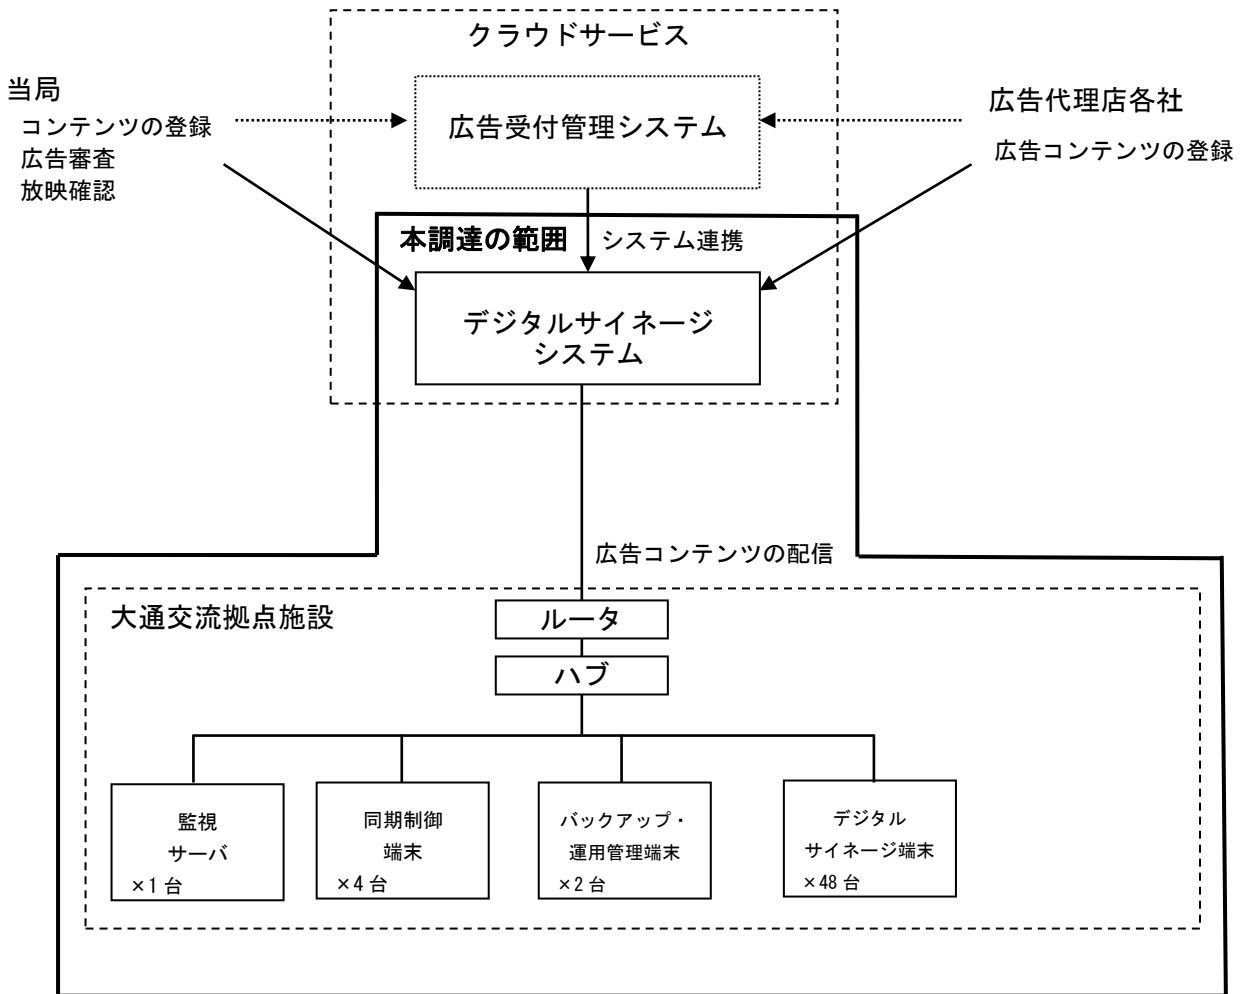 クラウドサービス
当局
コンテンツの登録
広告審査
放映確認
広告受付管理システム
広告代理店各社
広告コンテンツの登録
本調達の範囲
システム連携
デジタルサイネージ
システム
広告コンテンツの配信
大通交流拠点施設
ルータ
ハブ
監視
サーバ
×1 台
同期制御
端末
×4 台
バックアップ・
運用管理端末
×2 台
デジタル
サイネージ端末
×48 台